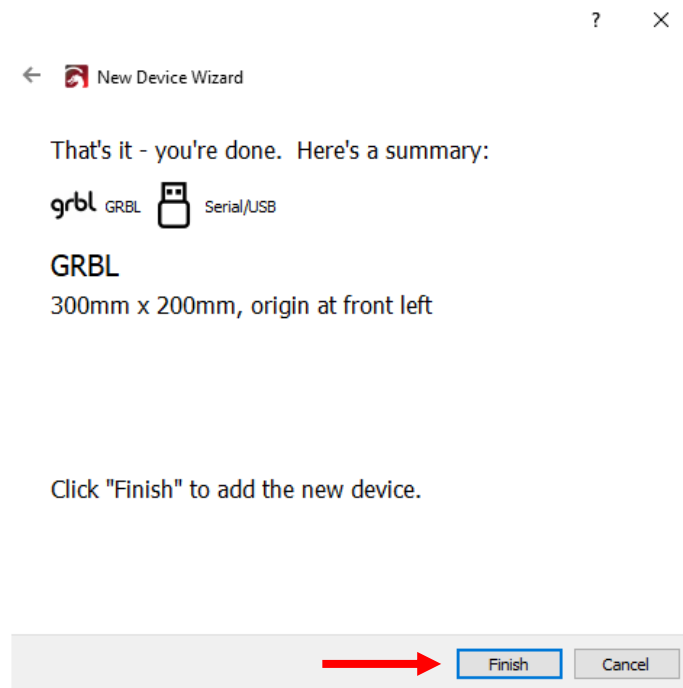 ?
New Device Wizard
That's it - you're done. Here's a summary:
grbl GRBL Serial/USB
GRBL
300mm x 200mm, origin at front left
Click "Finish" to add the new device.
Finish Cancel